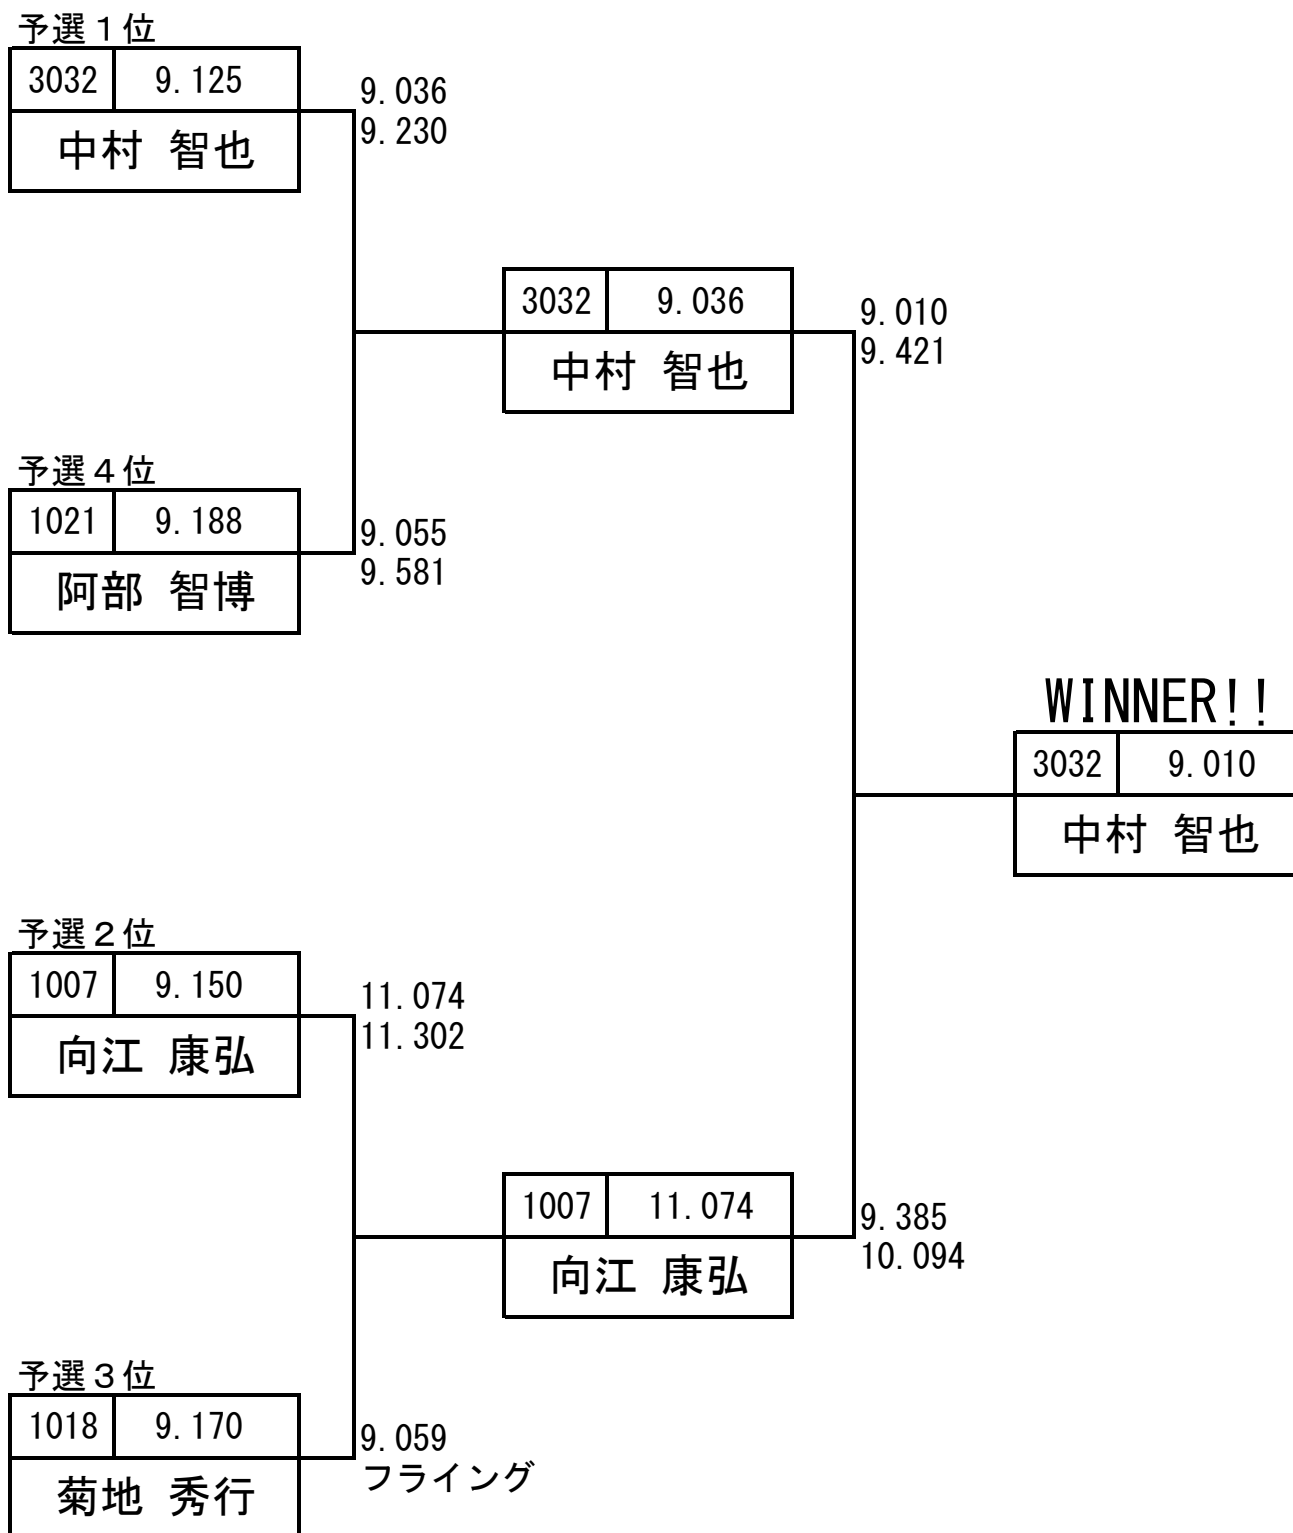 予選１位
3032 9.125
9.036
9.230
中村 智也
3032 9.036
9.010
9.421
中村 智也
予選４位
1021 9.188
9.055
9.581
阿部 智博
WINNER!!
3032 9.010
中村 智也
予選２位
1007 9.150
11.074
11.302
向江 康弘
1007 11.074
9.385
10.094
向江 康弘
予選３位
1018 9.170
9.059
フライング
菊地 秀行